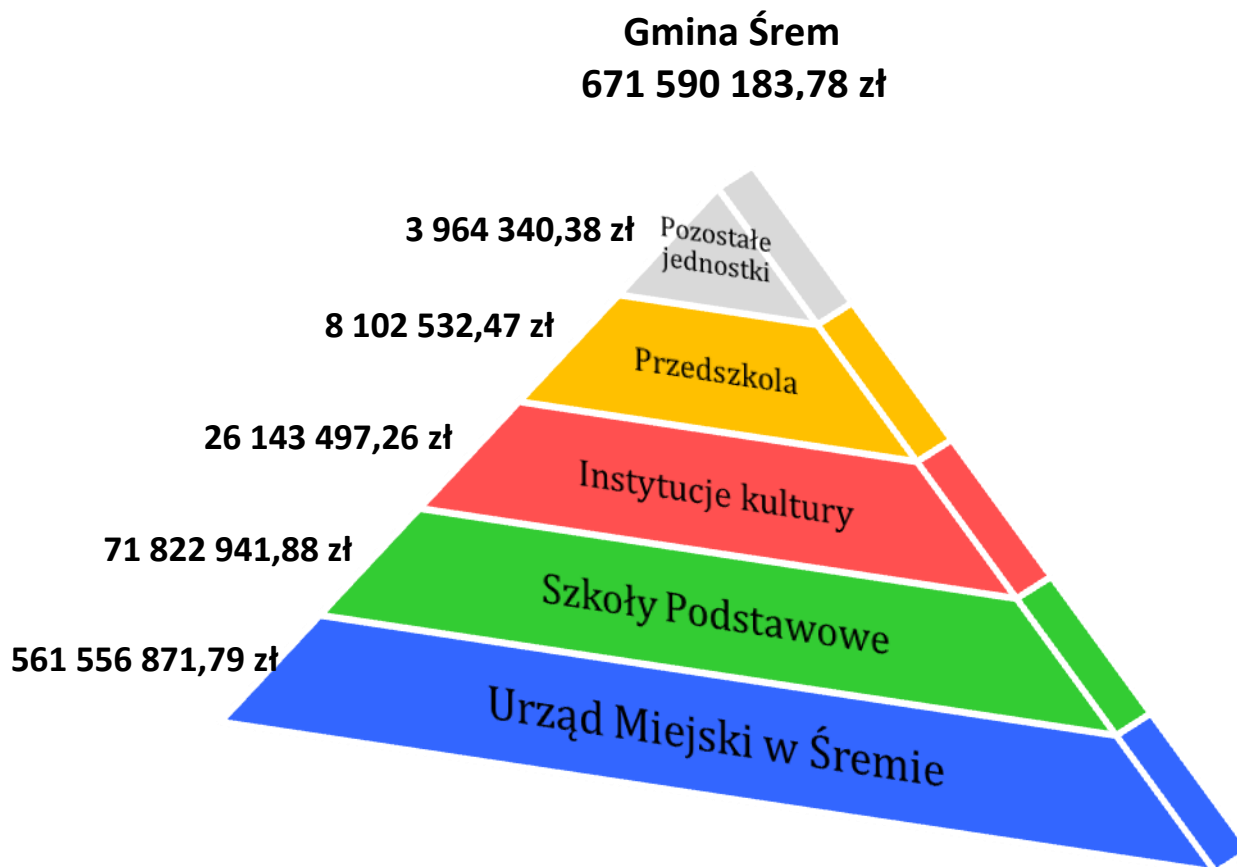 Gmina Śrem
671 590 183,78 zł
3 964 340,38 zł
Pozostałe
jednostki
8 102 532,47 zł
Przedszkola
26 143 497,26 zł
Instytucje kultury
71 822 941,88 zł
Szkoły Podstawowe
561 556 871,79 zł
Urząd Miejski w Śremie